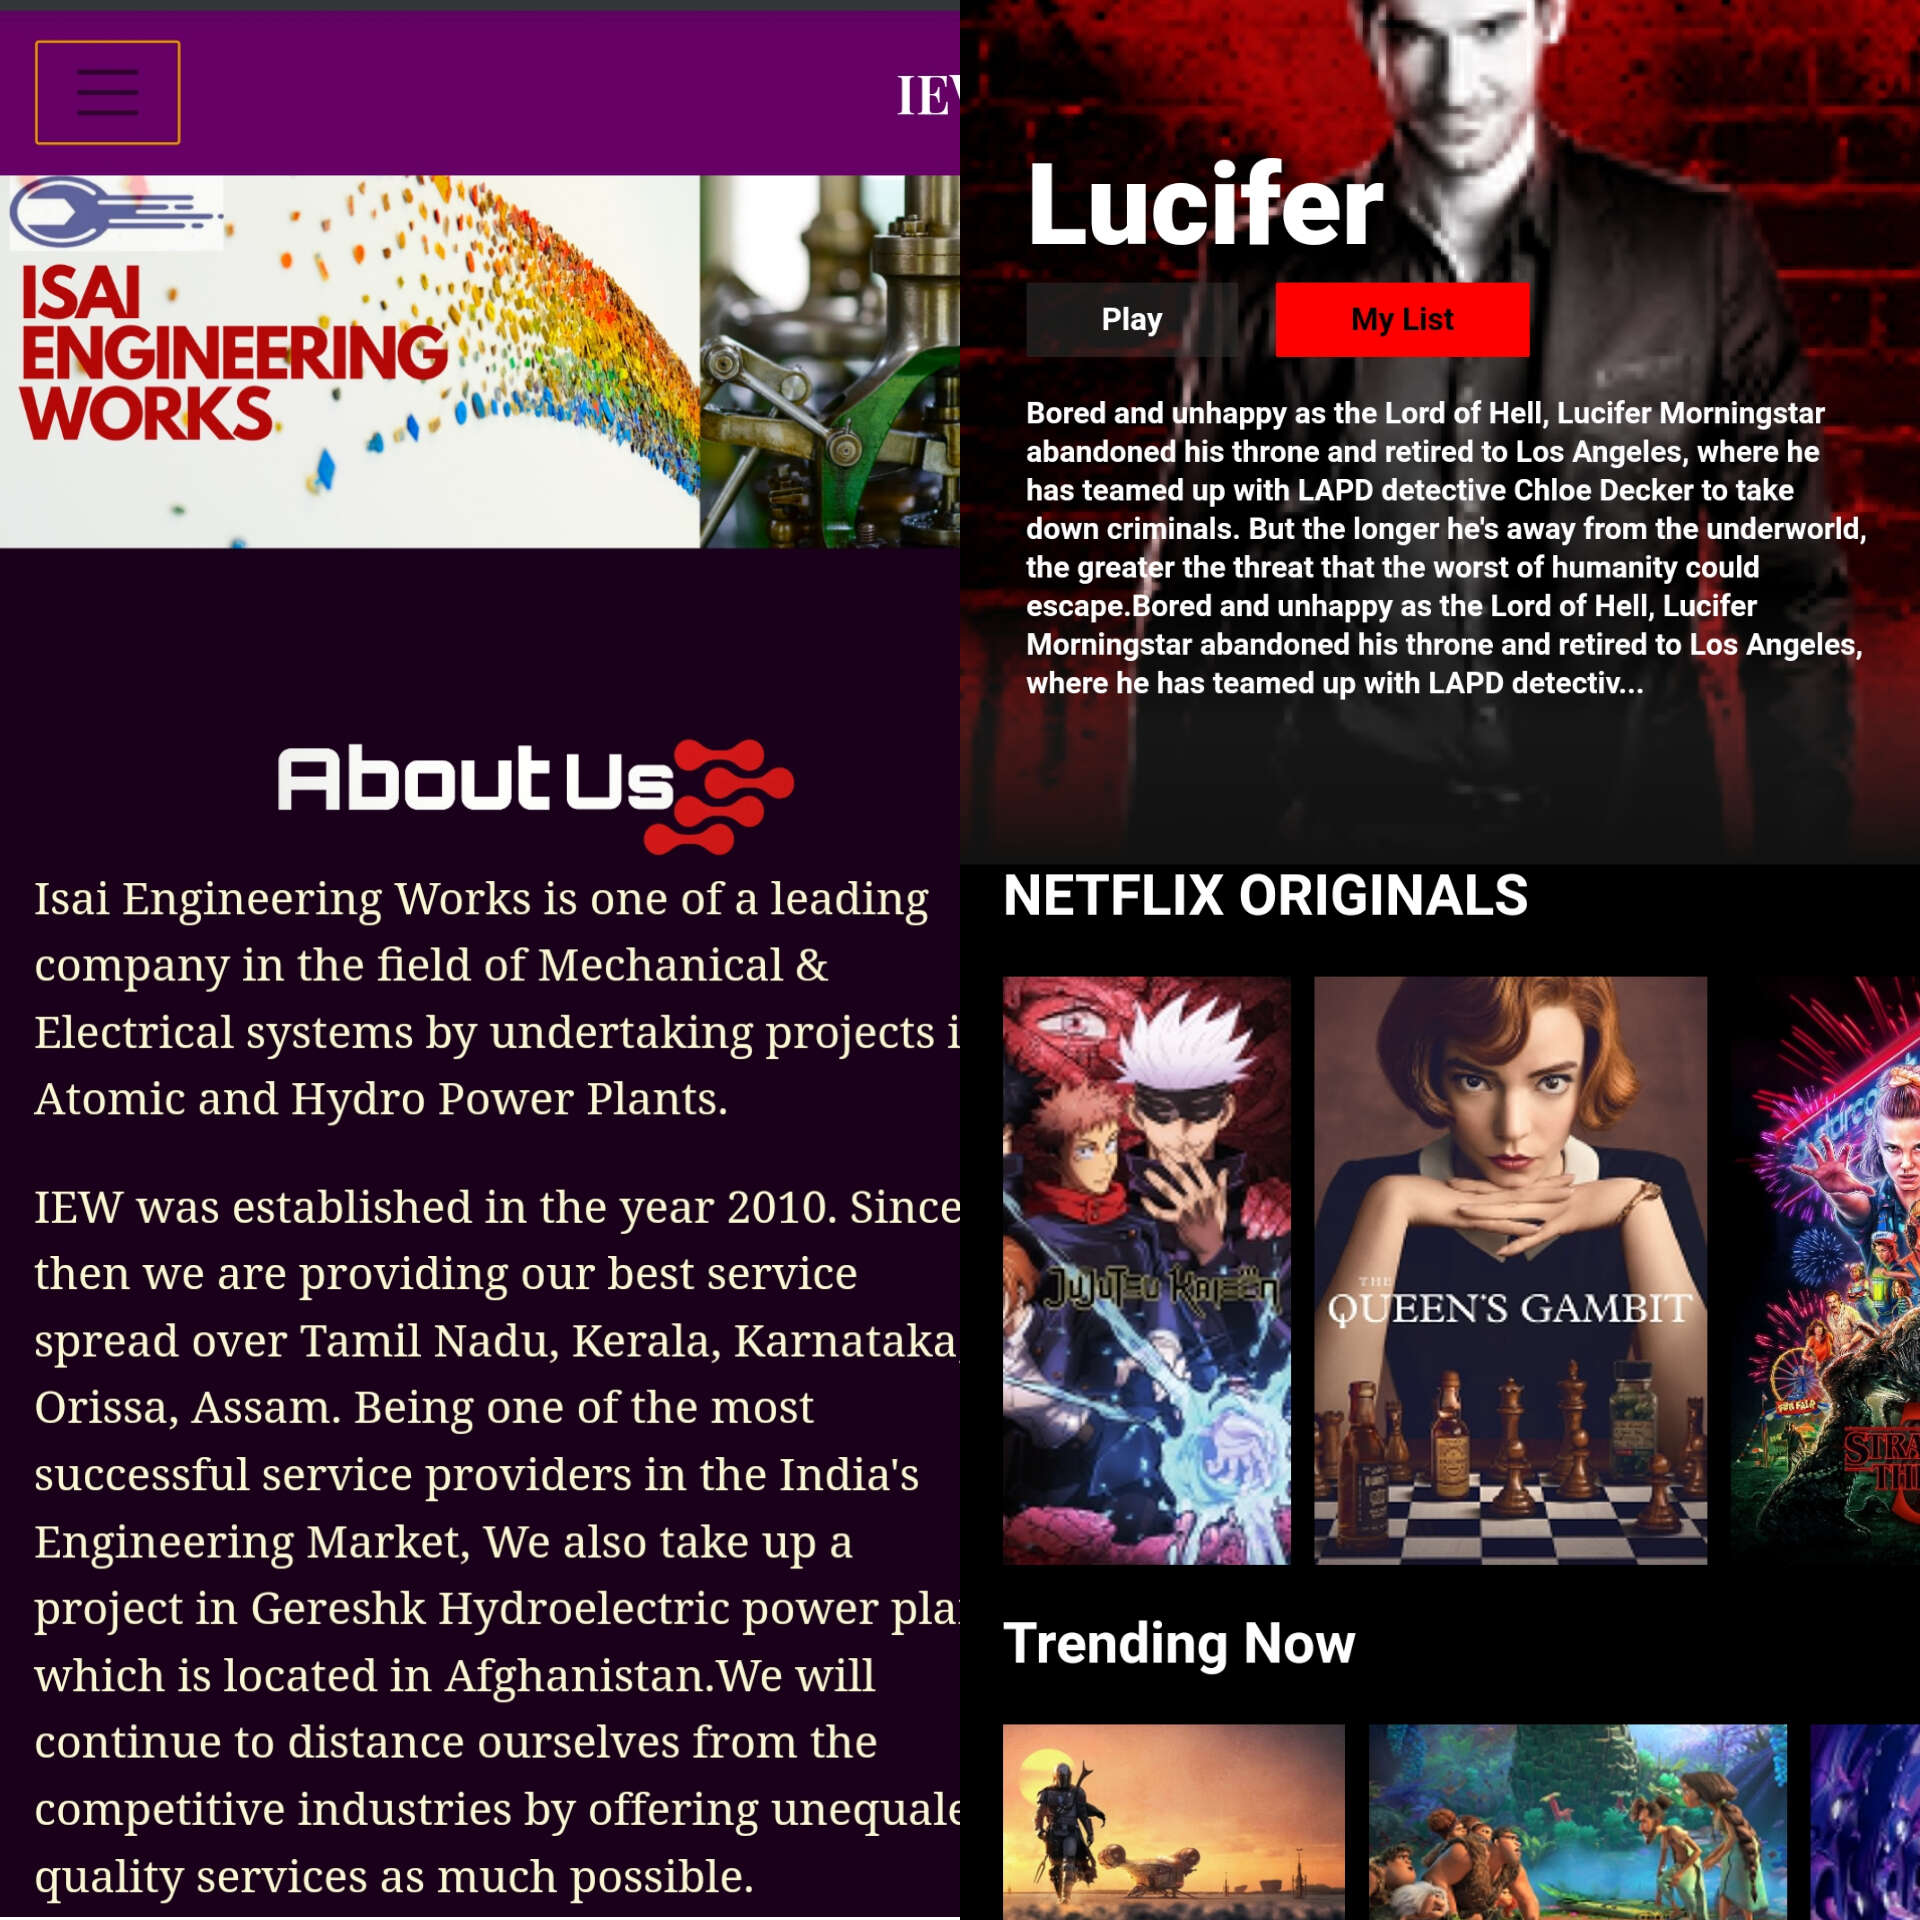 ISAI
ENGINEERING
WORKS
About Us
Isai Engineering Works is one of a leading
company in the field of Mechanical &
Electrical systems by undertaking projects
Atomic and Hydro Power Plants.
IEW was established in the year 2010. Since
then we are providing our best service
spread over Tamil Nadu, Kerala, Karnataka,
Orissa, Assam. Being one of the most
successful service providers in the India's
Engineering Market, We also take up a
project in Gereshk Hydroelectric power
which is located in Afghanistan.We will
continue to distance ourselves from the
competitive industries by offering
quality services as much possible.
Lucifer
Play My List
Bored and unhappy as the Lord of Hell, Lucifer Morningstar
abandoned his throne and retired to Los Angeles, where he
has teamed up with LAPD detective Chloe Decker to take
down criminals. But the longer he's away from the underworld,
the greater the threat that the worst of humanity could
escape.Bored and unhappy as the Lord of Hell, Lucifer
Morningstar abandoned his throne and retired to Los Angeles,
where he has teamed up with LAPD detectiv...
NETFLIX ORIGINALS
JUJUTSU KAISEN
THE
QUEEN'S GAMBIT
FUN FAIR
Trending Now